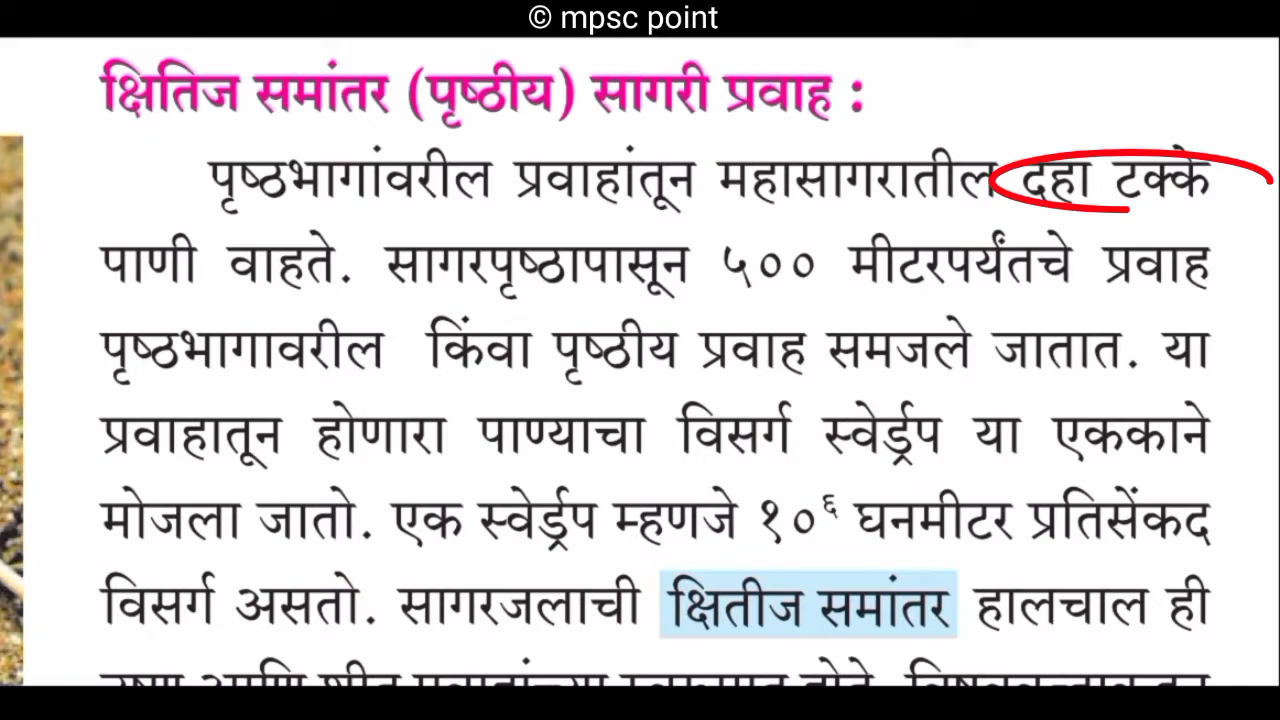 © mpsc point
क्षितिज समांतर (पृष्ठीय) सागरी प्रवाह :
पृष्ठभागांवरील प्रवाहांतून महासागरातील दहा टक्के
पाणी वाहते. सागरपृष्ठापासून ५०० मीटरपर्यंतचे प्रवाह
पृष्ठभागावरील किंवा पृष्ठीय प्रवाह समजले जातात. या
प्रवाहातून होणारा पाण्याचा विसर्ग स्वेर्ड्रप या एककाने
मोजला जातो. एक स्वेर्ड्रप म्हणजे १०^६ घनमीटर प्रतिसेंकद
विसर्ग असतो. सागरजलाची क्षितीज समांतर हालचाल ही